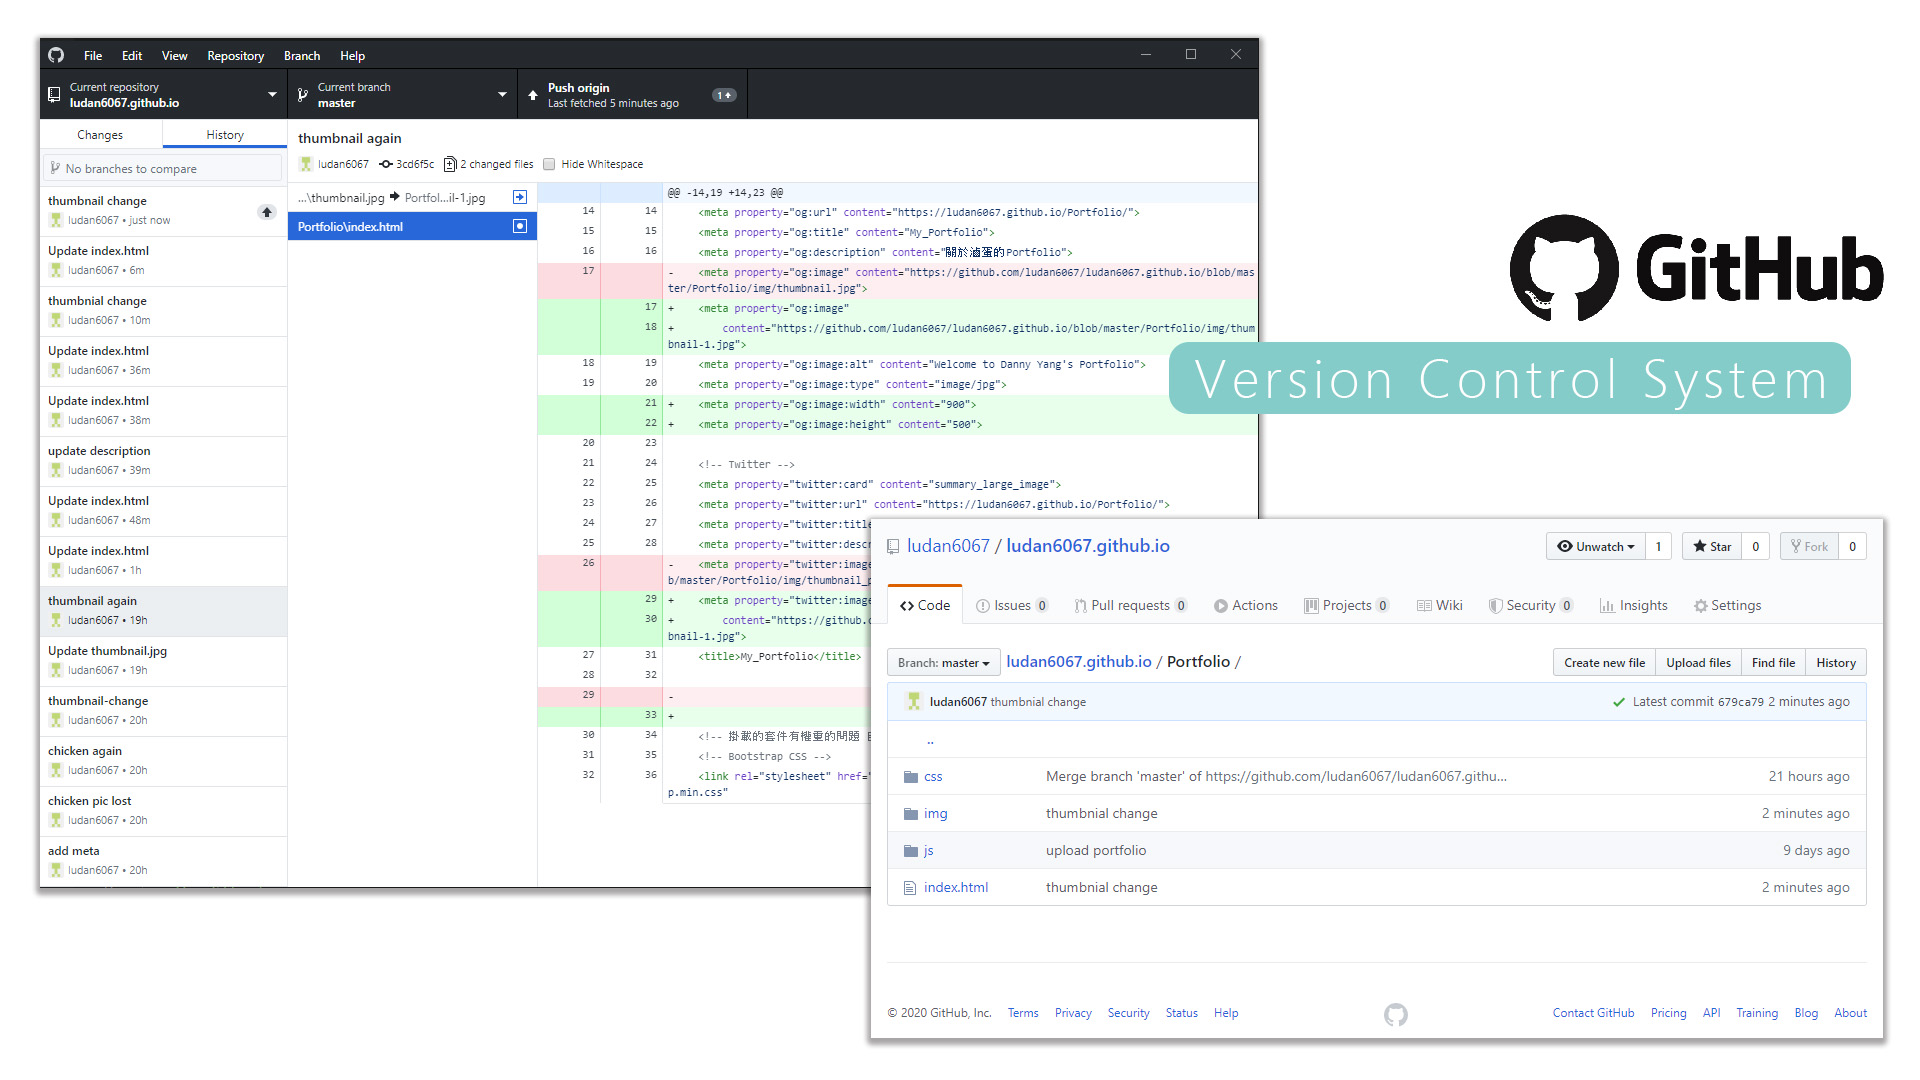 File Edit View Repository Branch Help
Current repository
ludan6067.github.io
Current branch
master
Push origin
Last fetched 5 minutes ago
1
Changes History
No branches to compare
thumbnail change
ludan6067 • just now
Update index.html
ludan6067 • 6m
thumbnial change
ludan6067 • 10m
Update index.html
ludan6067 • 36m
Update index.html
ludan6067 • 38m
update description
ludan6067 • 39m
Update index.html
ludan6067 • 48m
Update index.html
ludan6067 • 1h
thumbnail again
ludan6067 • 19h
Update thumbnail.jpg
ludan6067 • 19h
thumbnail-change
ludan6067 • 20h
chicken again
ludan6067 • 20h
chicken pic lost
ludan6067 • 20h
add meta
ludan6067 • 20h
thumbnail again
ludan6067 3cd6f5c 2 changed files Hide Whitespace
...\thumbnail.jpg Portfol...il-1.jpg
Portfolio\index.html
@@ -14,19 +14,23 @@
14 14 <meta property="og:url" content="https://ludan6067.github.io/Portfolio/">
15 15 <meta property="og:title" content="My_Portfolio">
16 16 <meta property="og:description" content="關於滷蛋的Portfolio">
17 - <meta property="og:image" content="https://github.com/ludan6067/ludan6067.github.io/blob/mas
ter/Portfolio/img/thumbnail.jpg">
17 + <meta property="og:image"
18 + content="https://github.com/ludan6067/ludan6067.github.io/blob/master/Portfolio/img/thum
bnail-1.jpg">
18 19 <meta property="og:image:alt" content="Welcome to Danny Yang's Portfolio">
19 20 <meta property="og:image:type" content="image/jpg">
21 + <meta property="og:image:width" content="900">
22 + <meta property="og:image:height" content="500">
20 23
21 24 <!-- Twitter -->
22 25 <meta property="twitter:card" content="summary_large_image">
23 26 <meta property="twitter:url" content="https://ludan6067.github.io/Portfolio/">
24 27 <meta property="twitter:title
25 28 <meta property="twitter:descr
26 - <meta property="twitter:image
b/master/Portfolio/img/thumbnail_p
29 + <meta property="twitter:image
30 + content="https://github.c
bnail-1.jpg">
27 31 <title>My_Portfolio</title>
28 32
29 -
33 +
30 34 <!-- 掛載的套件有權重的問題
31 35 <!-- Bootstrap CSS -->
32 36 <link rel="stylesheet" href="
p.min.css"
GitHub
Version Control System
ludan6067 / ludan6067.github.io
Unwatch 1 Star 0 Fork 0
Code Issues 0 Pull requests 0 Actions Projects 0 Wiki Security 0 Insights Settings
Branch: master ludan6067.github.io / Portfolio /
Create new file Upload files Find file History
ludan6067 thumbnial change Latest commit 679ca79 2 minutes ago
..
css Merge branch 'master' of https://github.com/ludan6067/ludan6067.githu... 21 hours ago
img thumbnial change 2 minutes ago
js upload portfolio 9 days ago
index.html thumbnial change 2 minutes ago
© 2020 GitHub, Inc. Terms Privacy Security Status Help
Contact GitHub Pricing API Training Blog About